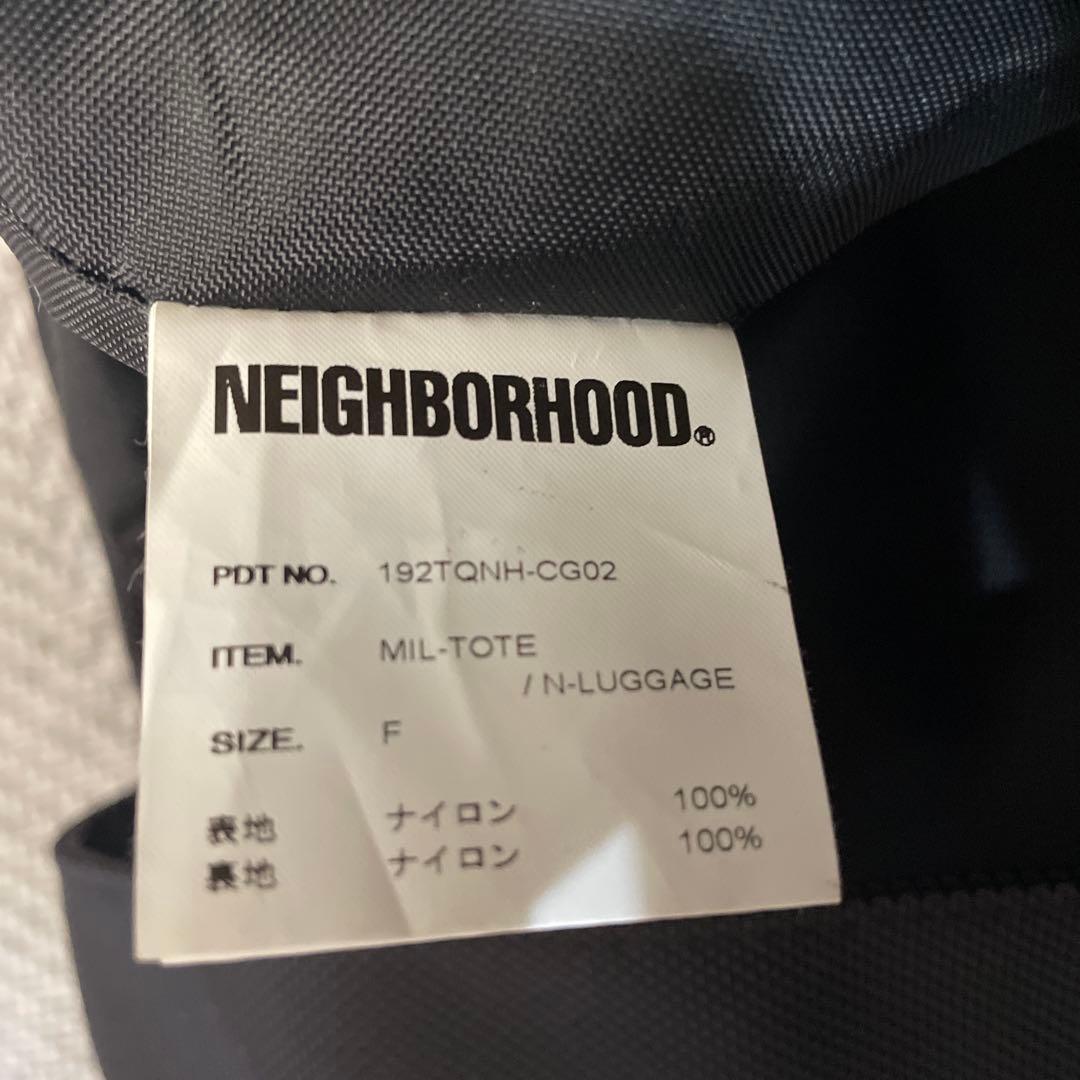 NEIGHBORHOOD®
PDT NO. 192TQNH-CG02
ITEM. MIL-TOTE
/ N-LUGGAGE
SIZE. F
表地 ナイロン 100%
裏地 ナイロン 100%